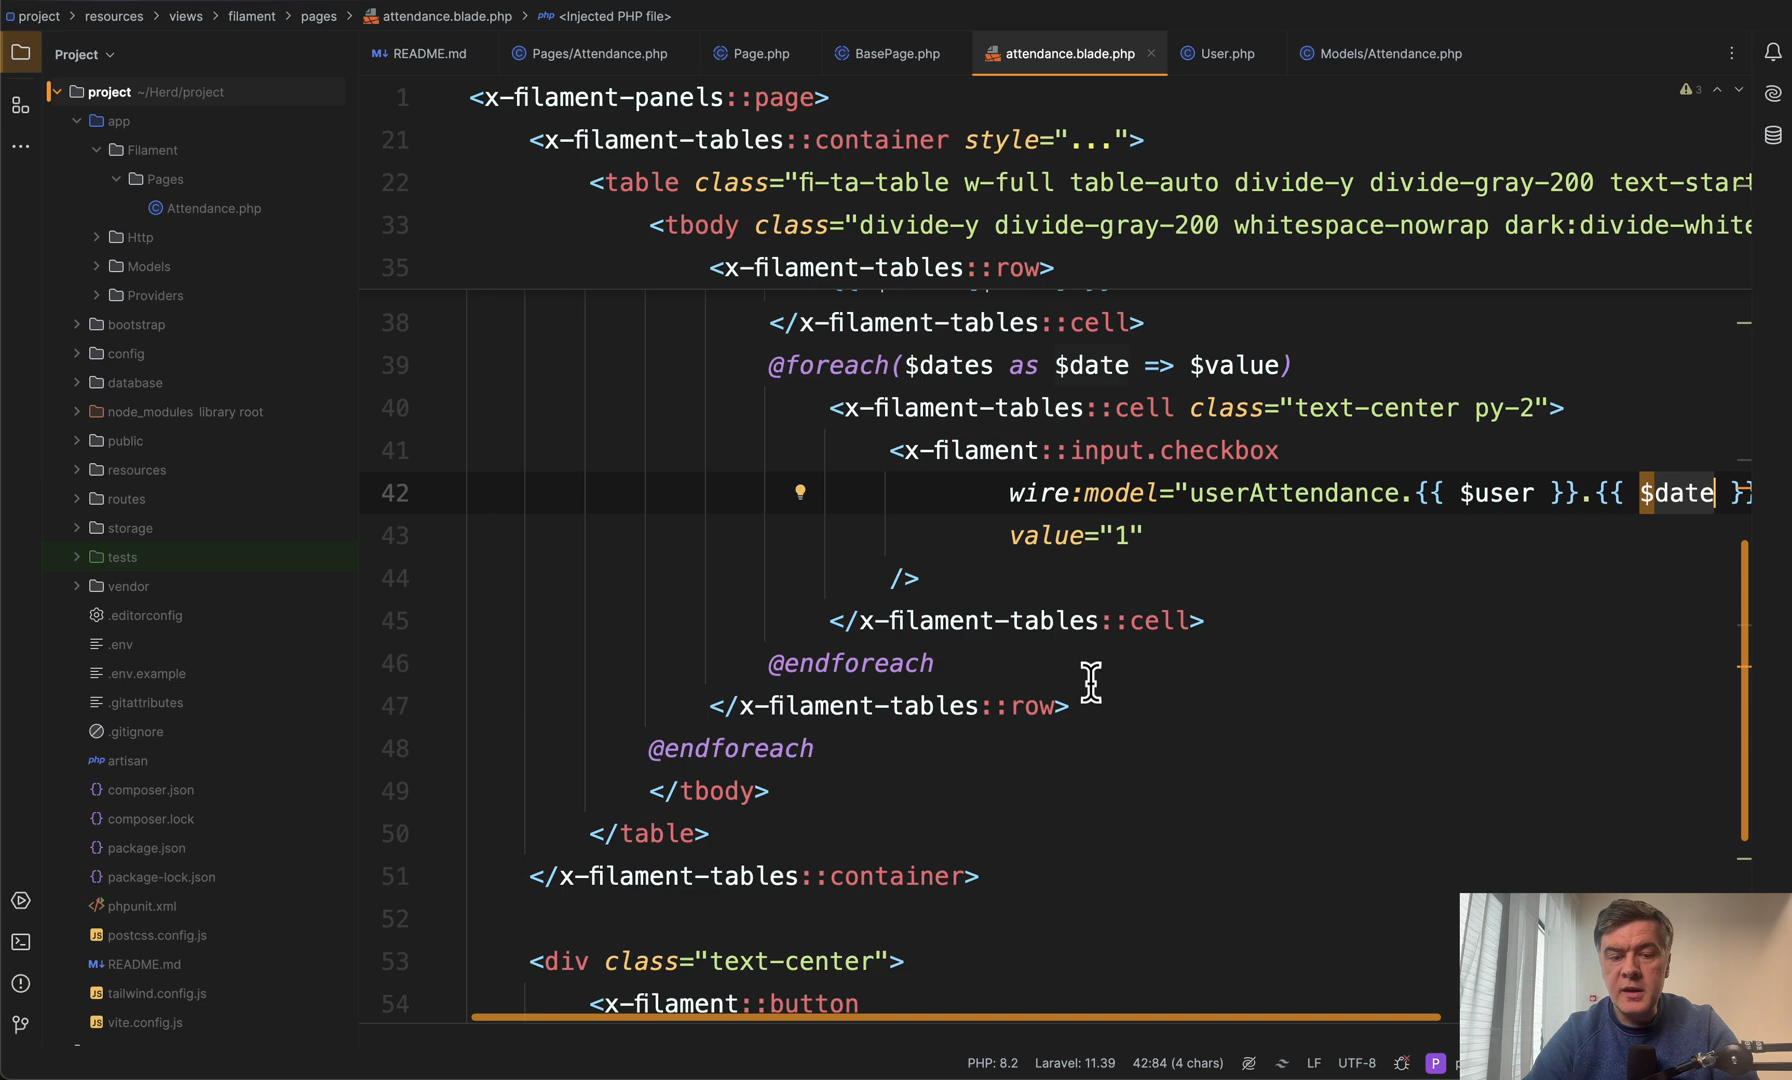 project > resources > views > filament > pages > attendance.blade.php > php <Injected PHP file>
Project
README.md
Pages/Attendance.php
Page.php
BasePage.php
attendance.blade.php
User.php
Models/Attendance.php
project ~/Herd/project
app
Filament
Pages
Attendance.php
Http
Models
Providers
bootstrap
config
database
node_modules library root
public
resources
routes
storage
tests
vendor
.editorconfig
.env
.env.example
.gitattributes
.gitignore
php artisan
composer.json
composer.lock
package.json
package-lock.json
phpunit.xml
postcss.config.js
README.md
tailwind.config.js
vite.config.js
3
1 <x-filament-panels::page>
21 <x-filament-tables::container style="...">
22 <table class="fi-ta-table w-full table-auto divide-y divide-gray-200 text-start
33 <tbody class="divide-y divide-gray-200 whitespace-nowrap dark:divide-white
35 <x-filament-tables::row>
38 </x-filament-tables::cell>
39 @foreach($dates as $date => $value)
40 <x-filament-tables::cell class="text-center py-2">
41 <x-filament::input.checkbox
42 wire:model="userAttendance.{{ $user }}.{{ $date }}
43 value="1"
44 />
45 </x-filament-tables::cell>
46 @endforeach
47 </x-filament-tables::row>
48 @endforeach
49 </tbody>
50 </table>
51 </x-filament-tables::container>
52
53 <div class="text-center">
54 <x-filament::button
PHP: 8.2 Laravel: 11.39 42:84 (4 chars) LF UTF-8 P